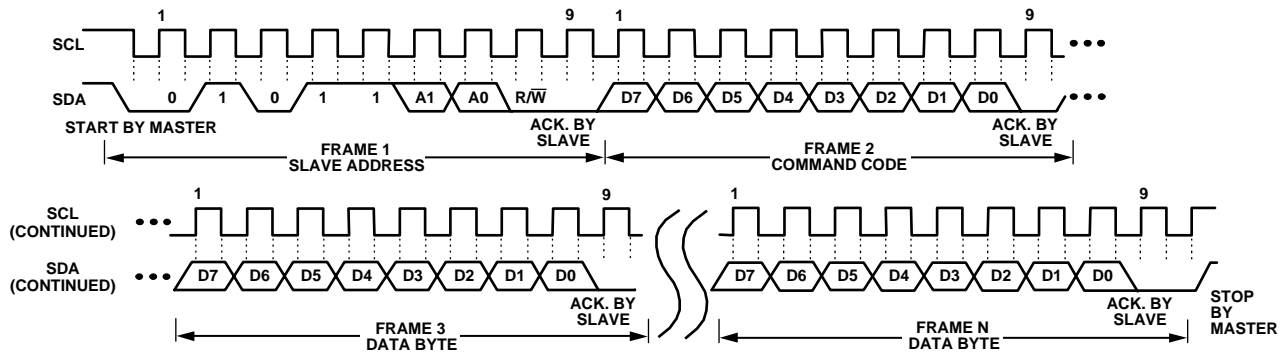 1 9 1 9
SCL
SDA 0 1 0 1 1 A1 A0 R/W̅ D7 D6 D5 D4 D3 D2 D1 D0
START BY MASTER ACK. BY SLAVE ACK. BY SLAVE
FRAME 1 SLAVE ADDRESS FRAME 2 COMMAND CODE
1 9 1 9
SCL (CONTINUED)
SDA (CONTINUED) D7 D6 D5 D4 D3 D2 D1 D0 D7 D6 D5 D4 D3 D2 D1 D0
ACK. BY SLAVE ACK. BY SLAVE STOP BY MASTER
FRAME 3 DATA BYTE FRAME N DATA BYTE